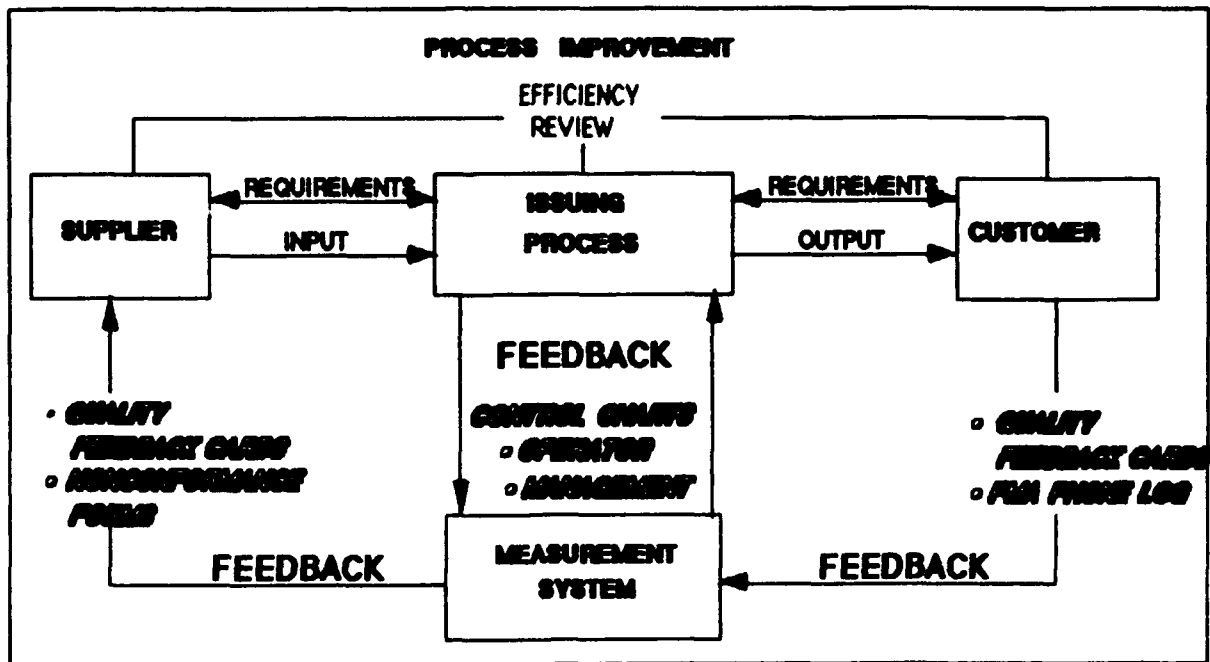 PROCESS IMPROVEMENT
EFFICIENCY
REVIEW
REQUIREMENTS
REQUIREMENTS
SUPPLIER
ISSUING
PROCESS
CUSTOMER
INPUT
OUTPUT
FEEDBACK
CONTROL CHARTS
• OPERATOR
• MANAGEMENT
• QUALITY
FEEDBACK CARDS
• NONCONFORMANCE
FORMS
• QUALITY
FEEDBACK CARDS
• PHONE LOG
FEEDBACK
MEASUREMENT
SYSTEM
FEEDBACK